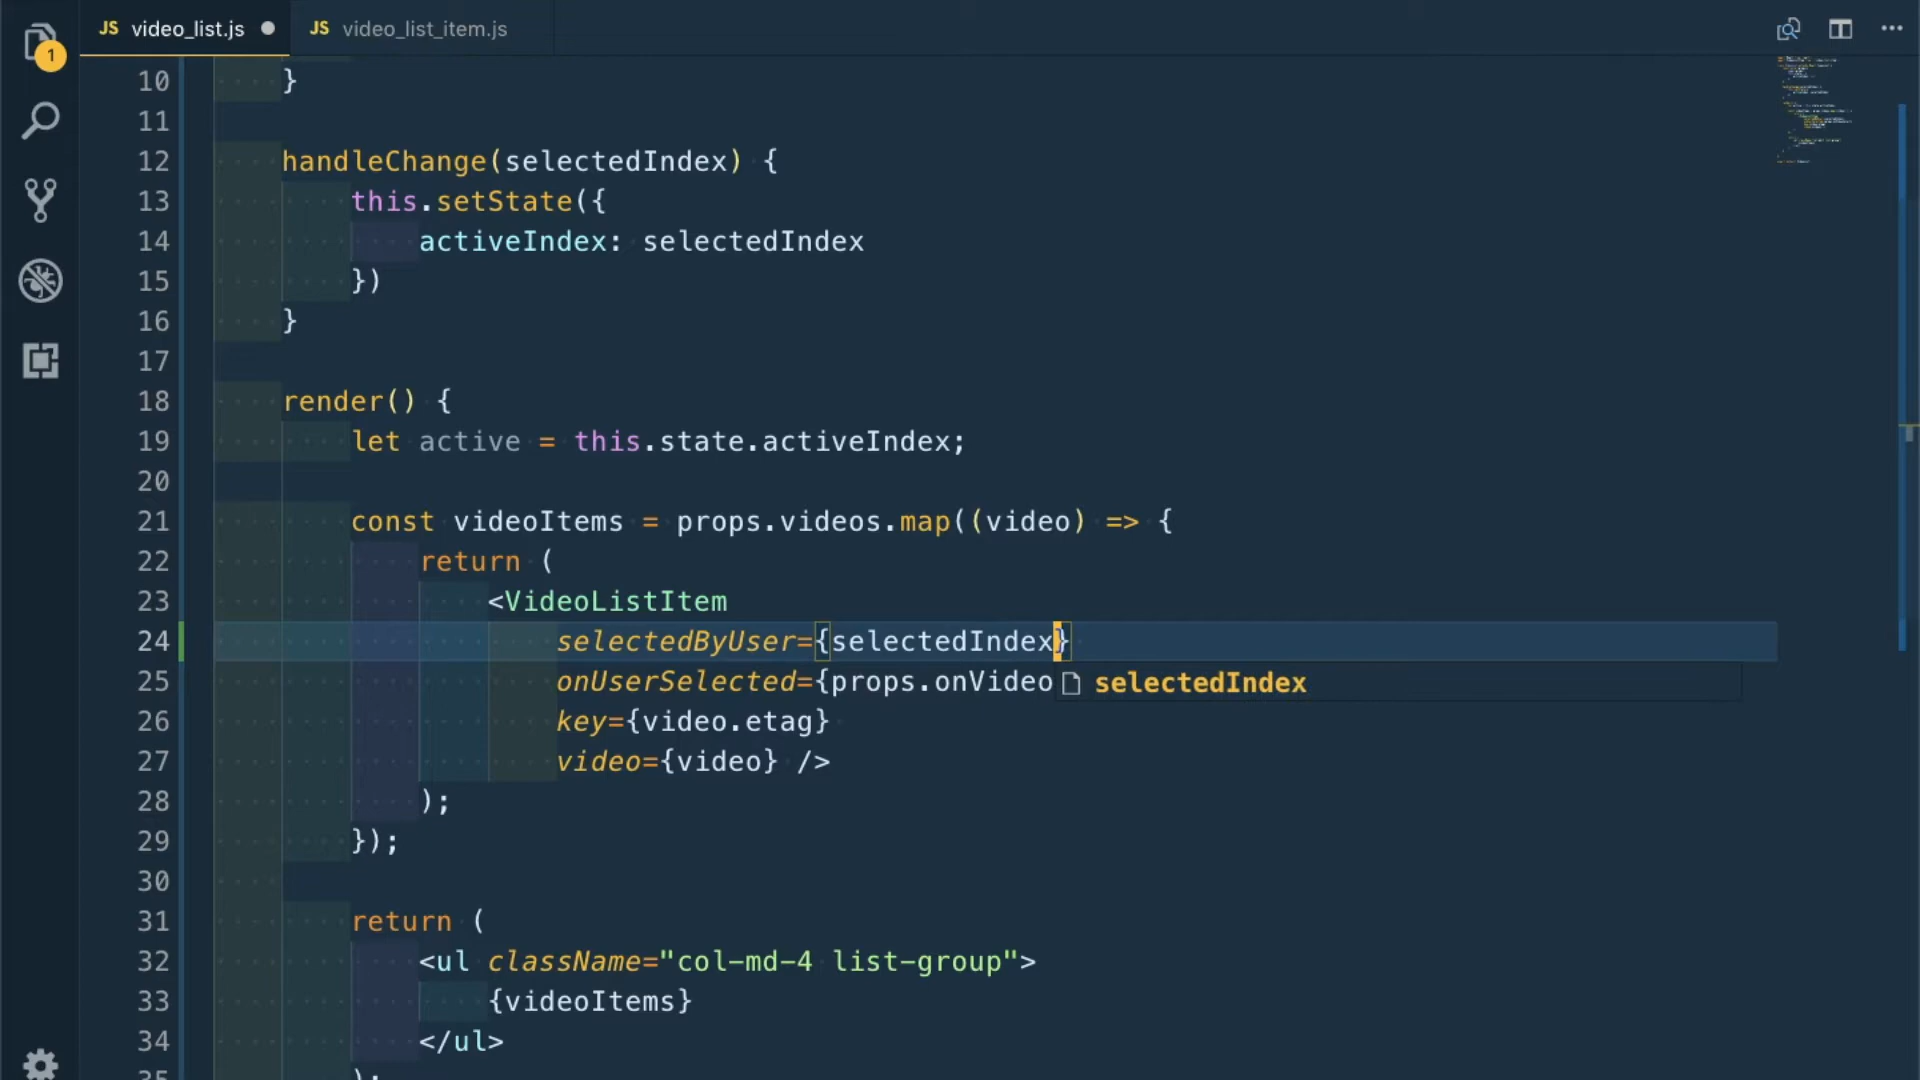 JS video_list.js
JS video_list_item.js
1
10 }
11
12 handleChange(selectedIndex) {
13 this.setState({
14 activeIndex: selectedIndex
15 })
16 }
17
18 render() {
19 let active = this.state.activeIndex;
20
21 const videoItems = props.videos.map((video) => {
22 return (
23 <VideoListItem
24 selectedByUser={selectedIndex}
25 onUserSelected={props.onVideo
selectedIndex
26 key={video.etag}
27 video={video} />
28 );
29 });
30
31 return (
32 <ul className="col-md-4 list-group">
33 {videoItems}
34 </ul>
35 );